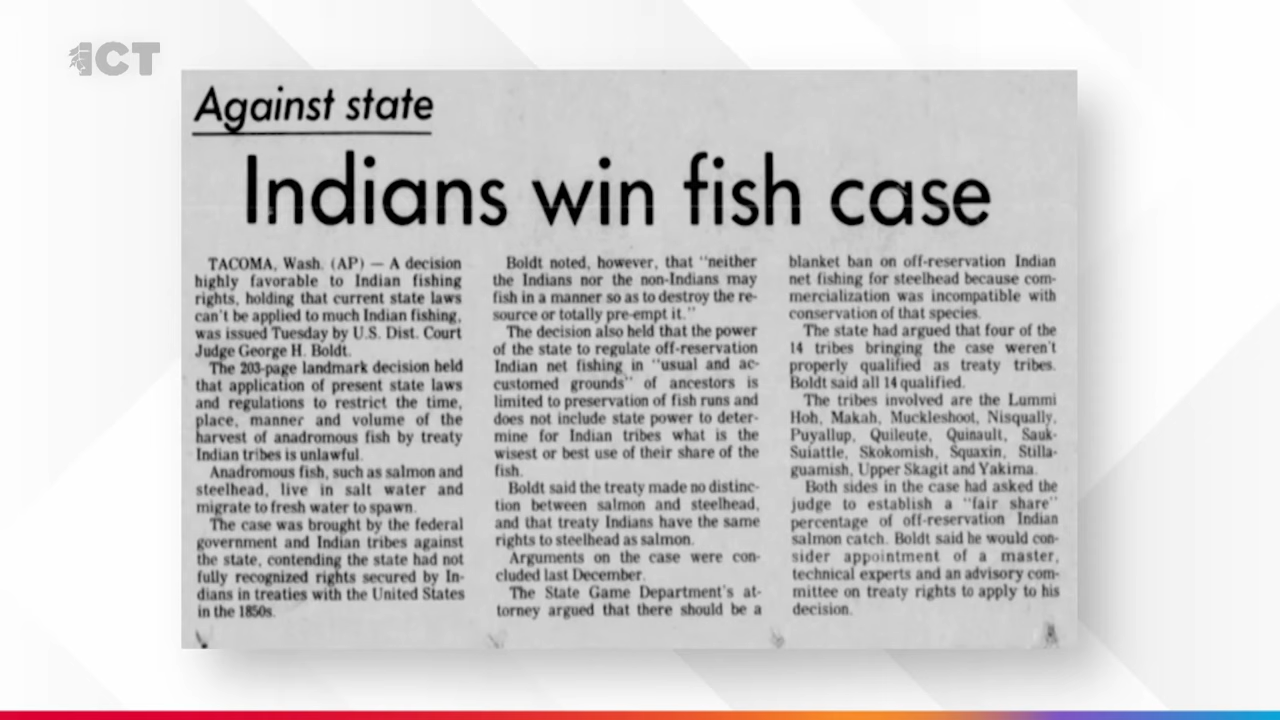 ICT
Against state
Indians win fish case
TACOMA, Wash. (AP) — A decision
highly favorable to Indian fishing
rights, holding that current state laws
can't be applied to much Indian fishing,
was issued Tuesday by U.S. Dist. Court
Judge George H. Boldt.
The 203-page landmark decision held
that application of present state laws
and regulations to restrict the time,
place, manner and volume of the
harvest of anadromous fish by treaty
Indian tribes is unlawful.
Anadromous fish, such as salmon and
steelhead, live in salt water and
migrate to fresh water to spawn.
The case was brought by the federal
government and Indian tribes against
the state, contending the state had not
fully recognized rights secured by In-
dians in treaties with the United States
in the 1850s.
Boldt noted, however, that "neither
the Indians nor the non-Indians may
fish in a manner so as to destroy the re-
source or totally pre-empt it."
The decision also held that the power
of the state to regulate off-reservation
Indian net fishing in "usual and ac-
customed grounds" of ancestors is
limited to preservation of fish runs and
does not include state power to deter-
mine for Indian tribes what is the
wisest or best use of their share of the
fish.
Boldt said the treaty made no distinc-
tion between salmon and steelhead,
and that treaty Indians have the same
rights to steelhead as salmon.
Arguments on the case were con-
cluded last December.
The State Game Department's at-
torney argued that there should be a
blanket ban on off-reservation Indian
net fishing for steelhead because com-
mercialization was incompatible with
conservation of that species.
The state had argued that four of the
14 tribes bringing the case weren't
properly qualified as treaty tribes.
Boldt said all 14 qualified.
The tribes involved are the Lummi
Hoh, Makah, Muckleshoot, Nisqually,
Puyallup, Quileute, Quinault, Sauk-
Suiattle, Skokomish, Squaxin, Stilla-
guamish, Upper Skagit and Yakima.
Both sides in the case had asked the
judge to establish a "fair share"
percentage of off-reservation Indian
salmon catch. Boldt said he would con-
sider appointment of a master,
technical experts and an advisory com-
mittee on treaty rights to apply to his
decision.